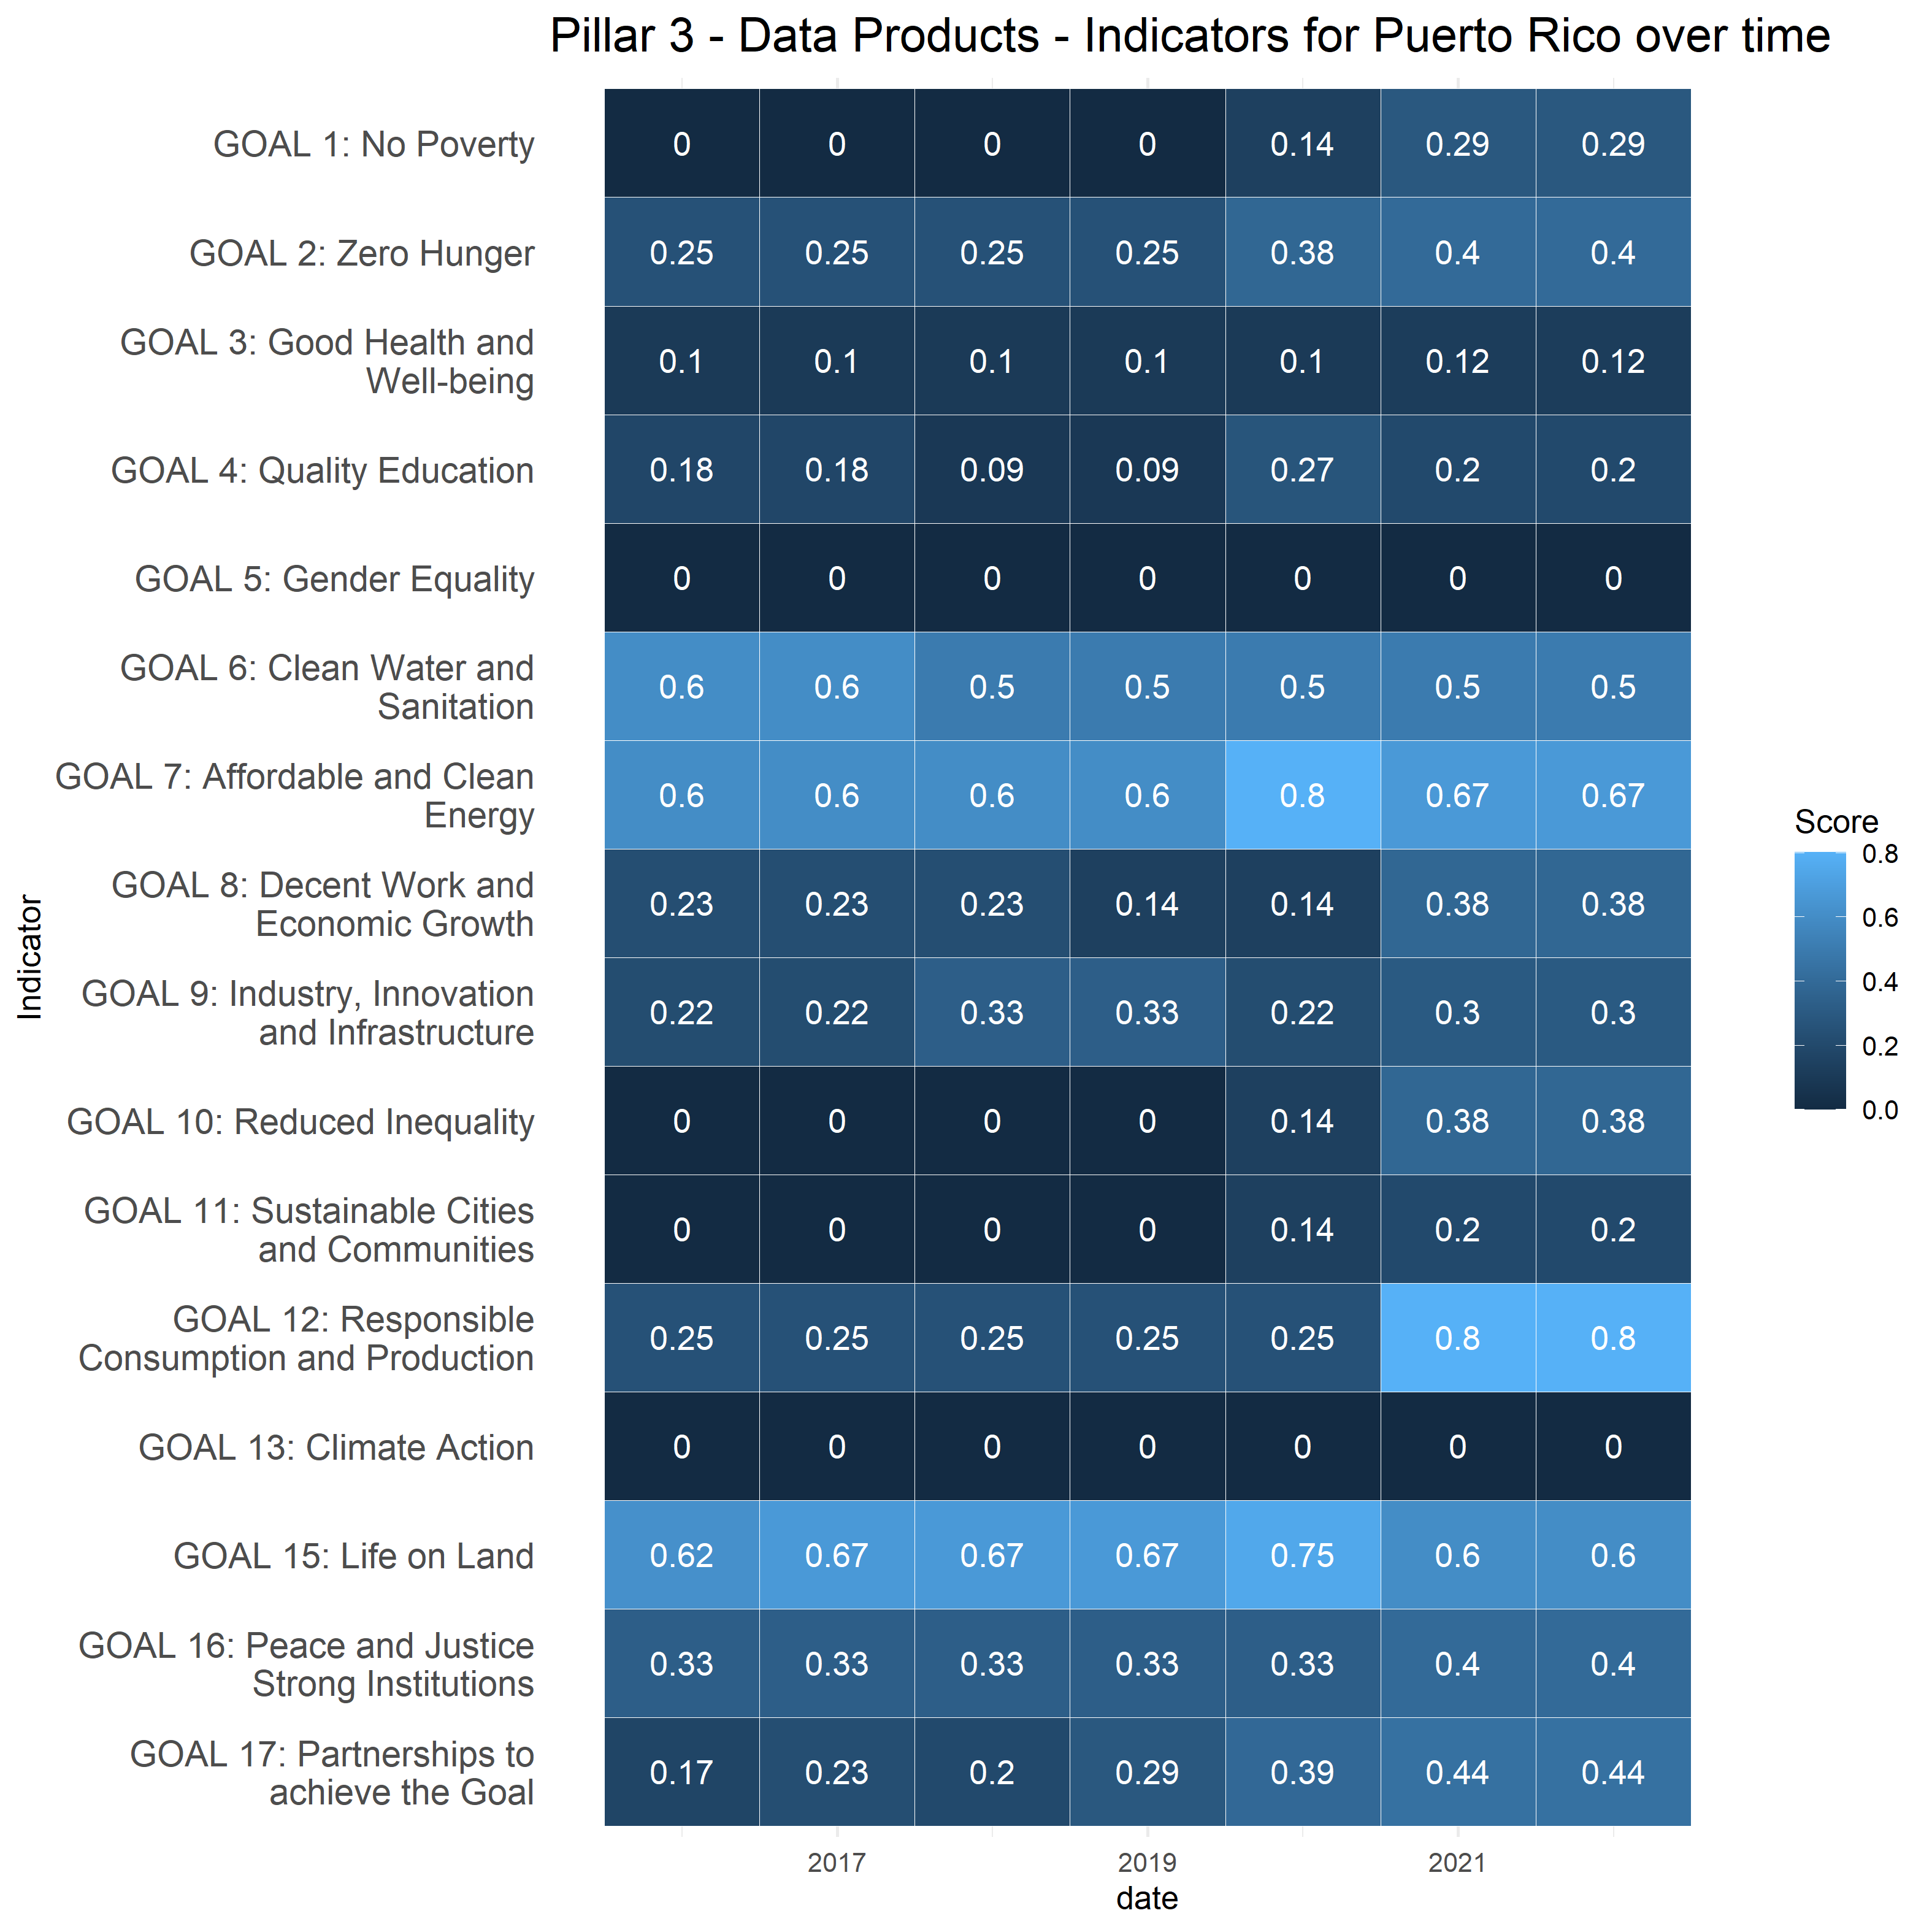 Pillar 3 - Data Products - Indicators for Puerto Rico over time
GOAL 1: No Poverty 0 0 0 0 0.14 0.29 0.29
GOAL 2: Zero Hunger 0.25 0.25 0.25 0.25 0.38 0.4 0.4
GOAL 3: Good Health and
Well-being 0.1 0.1 0.1 0.1 0.1 0.12 0.12
GOAL 4: Quality Education 0.18 0.18 0.09 0.09 0.27 0.2 0.2
GOAL 5: Gender Equality 0 0 0 0 0 0 0
GOAL 6: Clean Water and
Sanitation 0.6 0.6 0.5 0.5 0.5 0.5 0.5
GOAL 7: Affordable and Clean
Energy 0.6 0.6 0.6 0.6 0.8 0.67 0.67
GOAL 8: Decent Work and
Economic Growth 0.23 0.23 0.23 0.14 0.14 0.38 0.38
GOAL 9: Industry, Innovation
and Infrastructure 0.22 0.22 0.33 0.33 0.22 0.3 0.3
GOAL 10: Reduced Inequality 0 0 0 0 0.14 0.38 0.38
GOAL 11: Sustainable Cities
and Communities 0 0 0 0 0.14 0.2 0.2
GOAL 12: Responsible
Consumption and Production 0.25 0.25 0.25 0.25 0.25 0.8 0.8
GOAL 13: Climate Action 0 0 0 0 0 0 0
GOAL 15: Life on Land 0.62 0.67 0.67 0.67 0.75 0.6 0.6
GOAL 16: Peace and Justice
Strong Institutions 0.33 0.33 0.33 0.33 0.33 0.4 0.4
GOAL 17: Partnerships to
achieve the Goal 0.17 0.23 0.2 0.29 0.39 0.44 0.44
2017 2019 2021
date
Indicator
Score
0.8
0.6
0.4
0.2
0.0